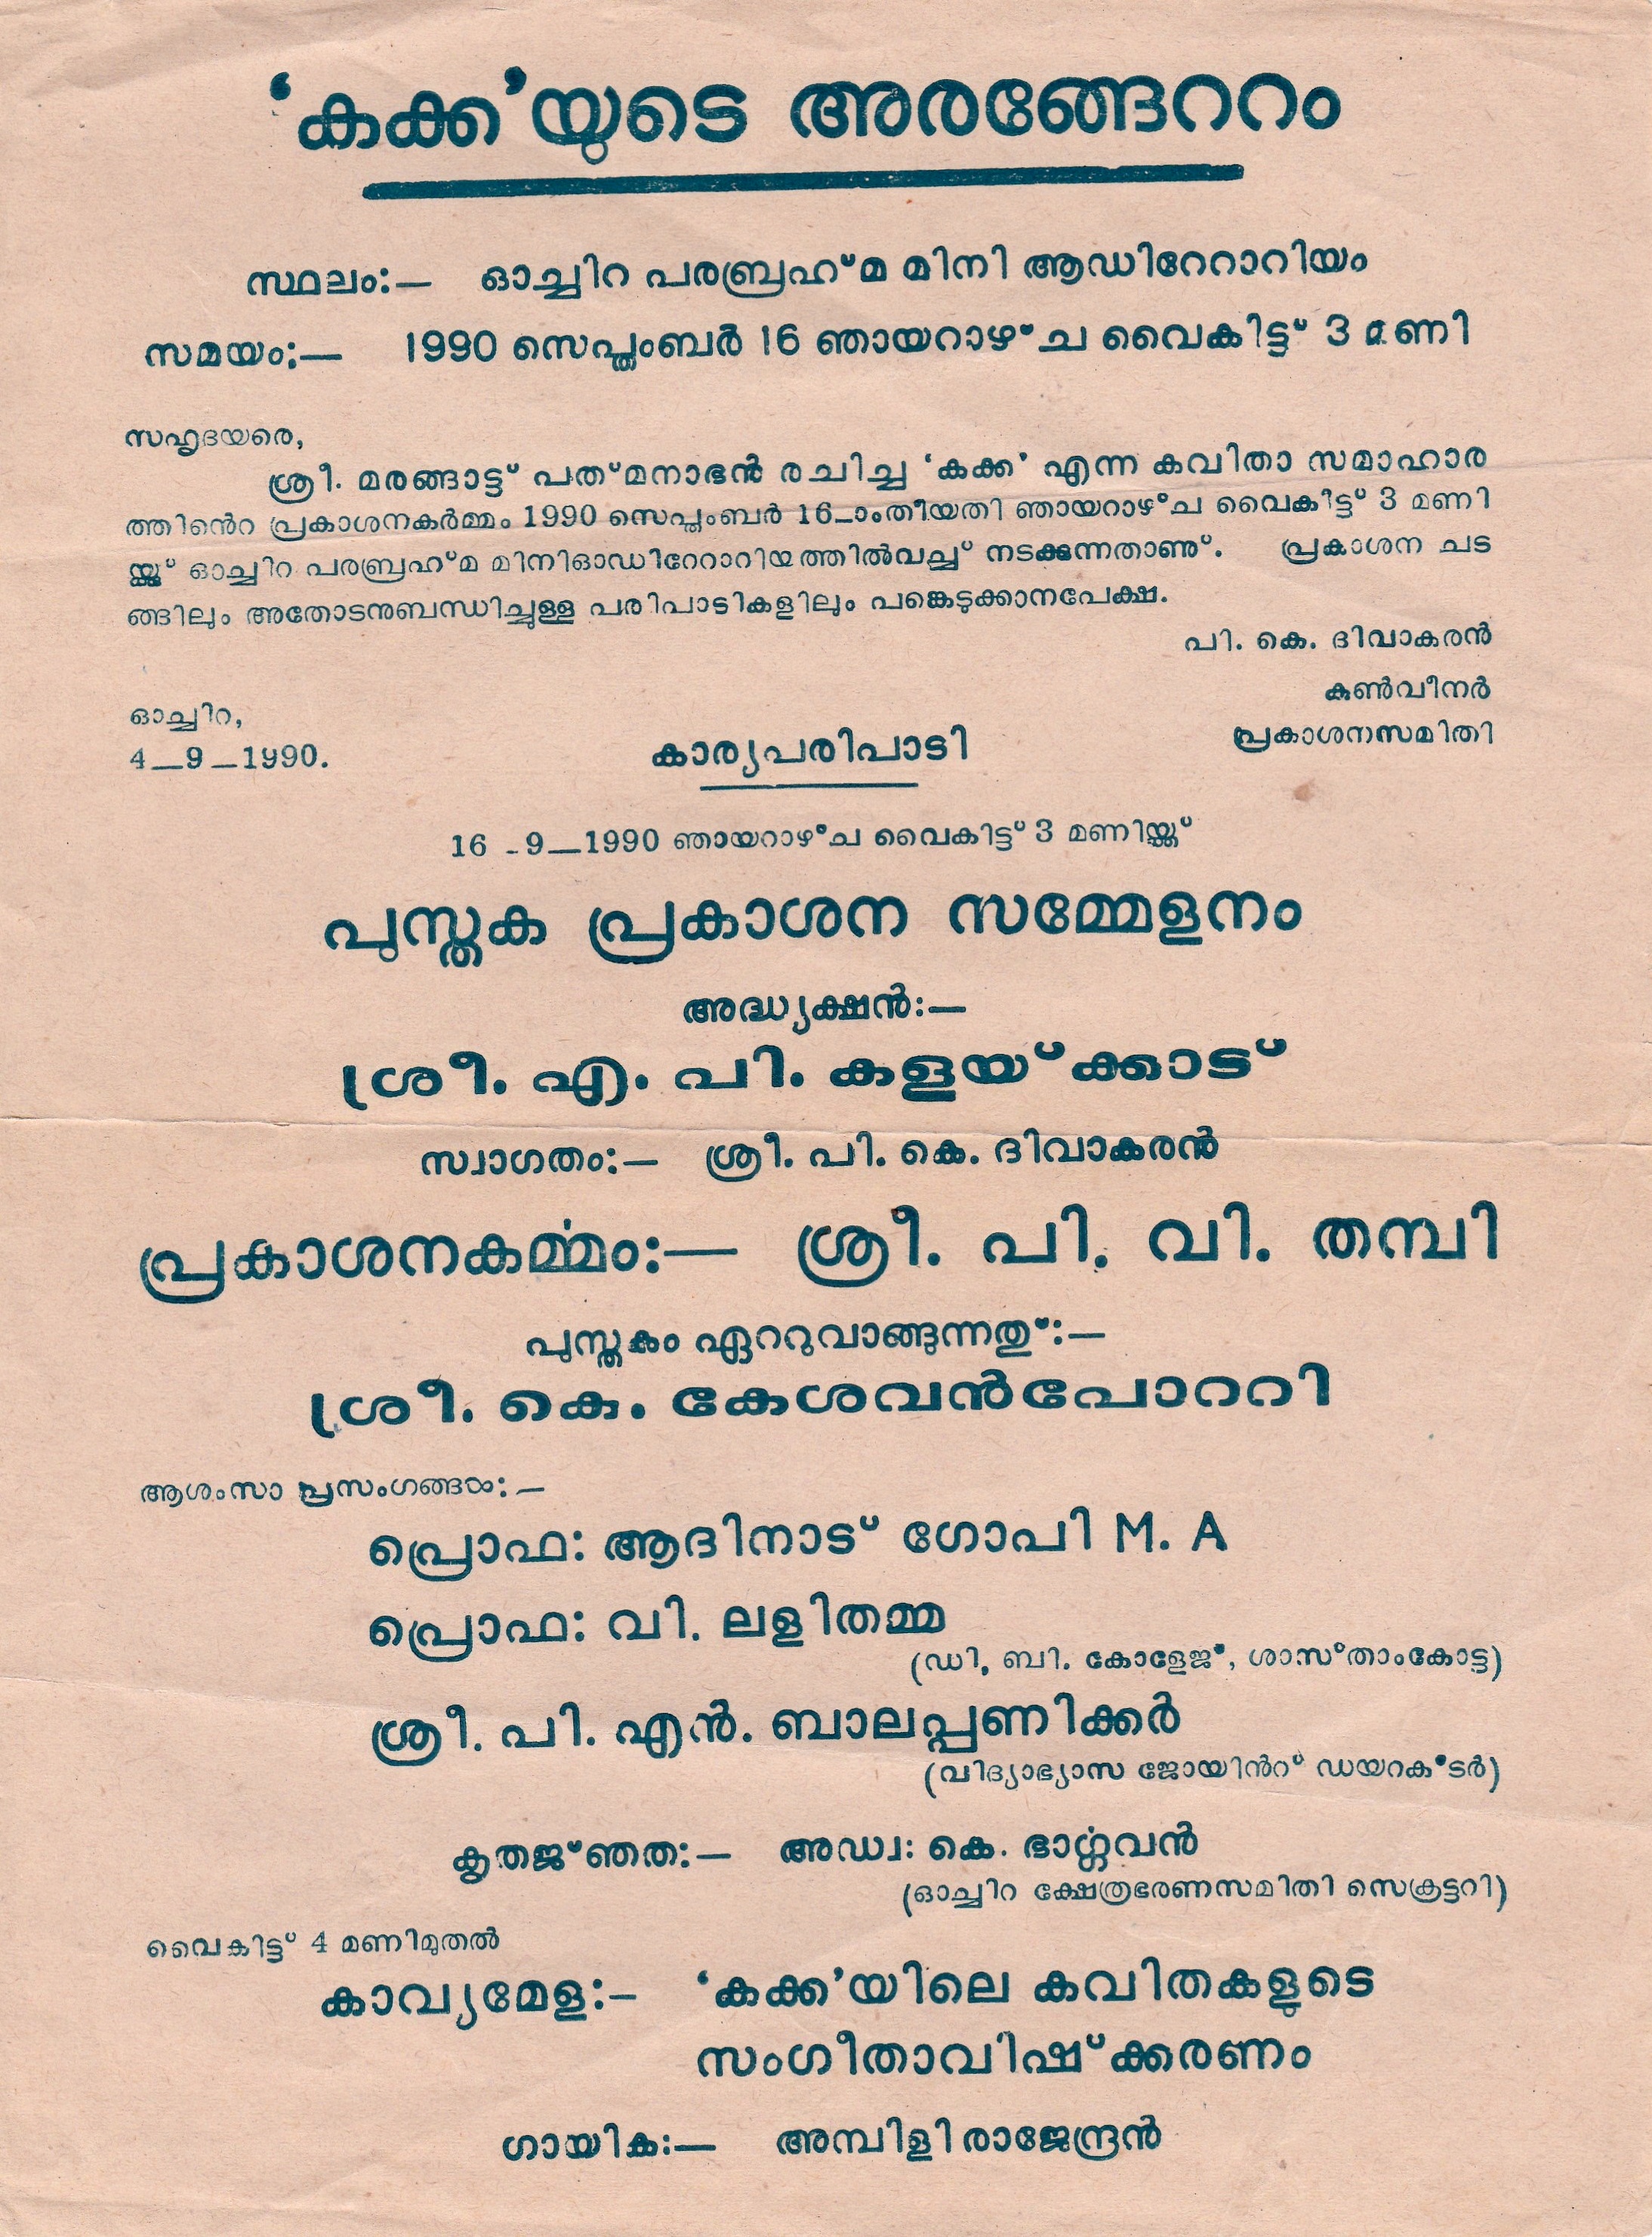 ‘കക്ക’യുടെ അരങ്ങേററം
സ്ഥലം:— ഓച്ചിറ പരബ്രഹ്മ മിനി ആഡിറേറാറിയം
സമയം:— 1990 സെപ്തംബർ 16 ഞായറാഴ്ച വൈകിട്ട് 3 മണി
സഹൃദയരെ,
ശ്രീ. മരങ്ങാട്ട് പത്മനാഭൻ രചിച്ച ‘കക്ക’ എന്ന കവിതാ സമാഹാര
ത്തിൻെറ പ്രകാശനകർമ്മം 1990 സെപ്തംബർ 16—ാംതീയതി ഞായറാഴ്ച വൈകീട്ട് 3 മണി
യ്ക്കു് ഓച്ചിറ പരബ്രഹ്മ മിനിഓഡിറേറാറിയത്തിൽവച്ച് നടക്കുന്നതാണു്. പ്രകാശന ചട
ങ്ങിലും അതോടനുബന്ധിച്ചുള്ള പരിപാടികളിലും പങ്കെടുക്കാനപേക്ഷ.
പി. കെ. ദിവാകരൻ
കൺവീനർ
ഓച്ചിറ,
പ്രകാശനസമിതി
4—9—1990.
കാര്യപരിപാടി
16 -9—1990 ഞായറാഴ്ച വൈകിട്ട് 3 മണിയ്ക്ക്
പുസ്തക പ്രകാശന സമ്മേളനം
അദ്ധ്യക്ഷൻ:—
ശ്രീ. എ. പി. കളയ്ക്കാട്
സ്വാഗതം:— ശ്രീ. പി. കെ. ദിവാകരൻ
പ്രകാശനകൎമ്മം:— ശ്രീ. പി. വി. തമ്പി
പുസ്തകം ഏററുവാങ്ങുന്നതു്:—
ശ്രീ. കെ. കേശവൻപോററി
ആശംസാ പ്രസംഗങ്ങൾ:—
പ്രൊഫ: ആദിനാട് ഗോപി M. A
പ്രൊഫ: വി. ലളിതമ്മ
(ഡി. ബി. കോളേജ്, ശാസ്താംകോട്ട)
ശ്രീ. പി. എൻ. ബാലപ്പണിക്കർ
(വിദ്യാഭ്യാസ ജോയിൻറ് ഡയറക്ടർ)
കൃതജ്ഞത:— അഡ്വ: കെ. ഭാൎഗ്ഗവൻ
(ഓച്ചിറ ക്ഷേത്രഭരണസമിതി സെക്രട്ടറി)
വൈകിട്ട് 4 മണിമുതൽ
കാവ്യമേള:– ‘കക്ക’യിലെ കവിതകളുടെ
സംഗീതാവിഷ്ക്കരണം
ഗായിക:— അമ്പിളി രാജേന്ദ്രൻ